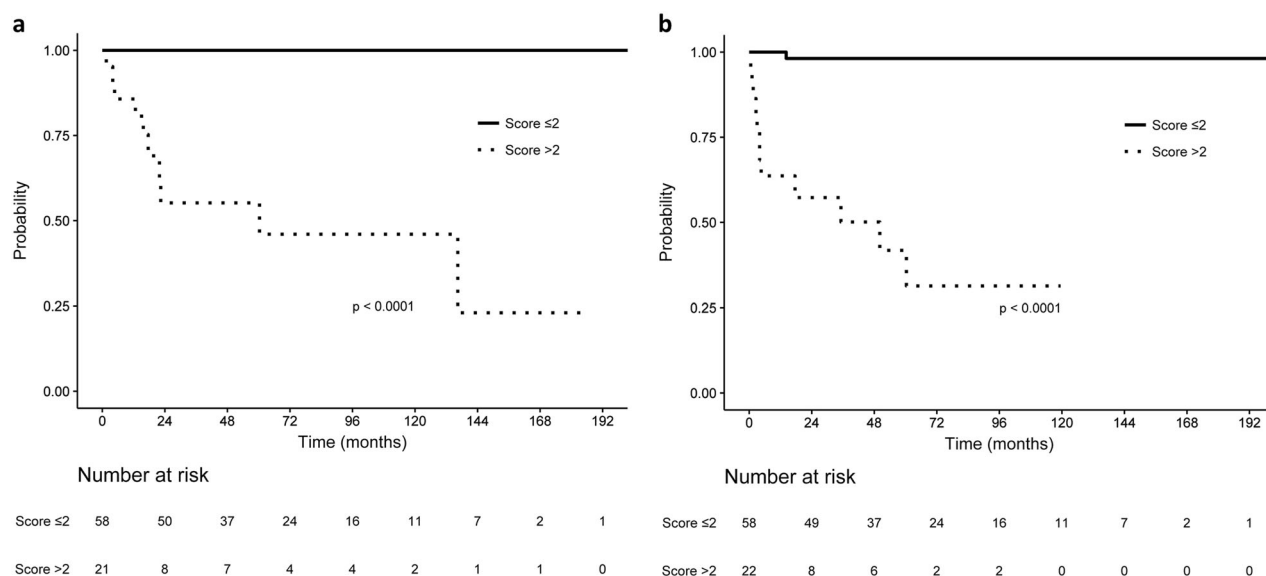 a
1.00
0.75
0.50
0.25
0.00
Probability
Score ≤2
Score >2
p < 0.0001
0 24 48 72 96 120 144 168 192
Time (months)
Number at risk
Score ≤2 58 50 37 24 16 11 7 2 1
Score >2 21 8 7 4 4 2 1 1 0
b
1.00
0.75
0.50
0.25
0.00
Probability
Score ≤2
Score >2
p < 0.0001
0 24 48 72 96 120 144 168 192
Time (months)
Number at risk
Score ≤2 58 49 37 24 16 11 7 2 1
Score >2 22 8 6 2 2 0 0 0 0